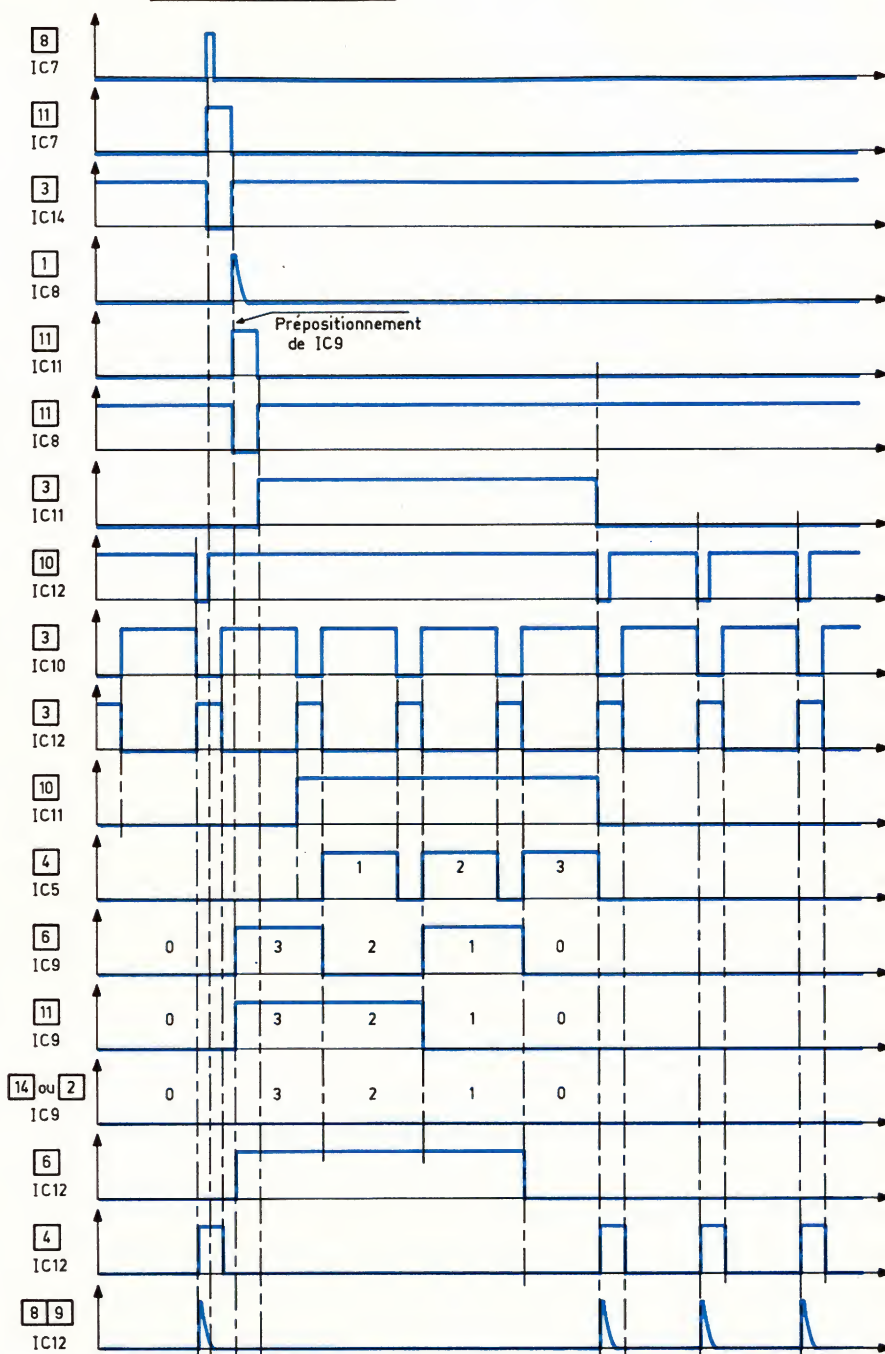 8
IC7
11
IC7
3
IC14
1
IC8
Prépositionnement
de IC9
11
IC11
11
IC8
3
IC11
10
IC12
3
IC10
3
IC12
10
IC11
4
IC5
1 2 3
6
IC9
0 3 2 1 0
11
IC9
0 3 2 1 0
14 ou 2
IC9
0 3 2 1 0
6
IC12
4
IC12
8 9
IC12